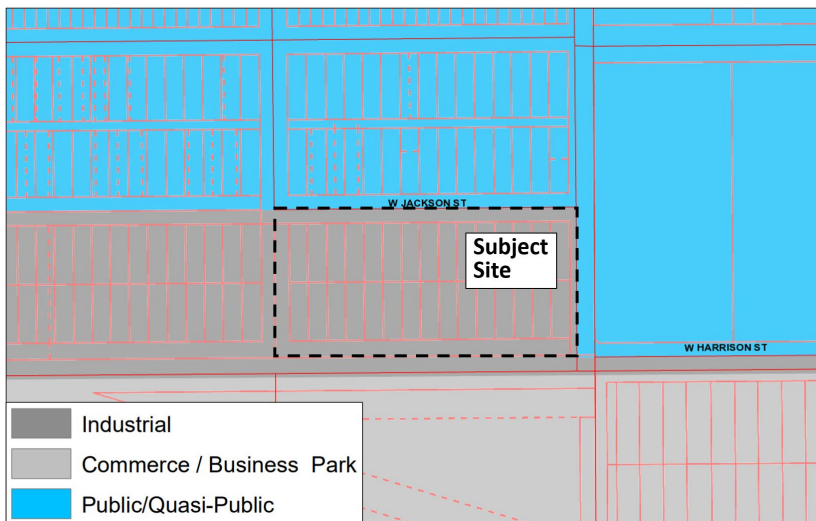 W JACKSON ST
Subject
Site
W HARRISON ST
Industrial
Commerce / Business Park
Public/Quasi-Public